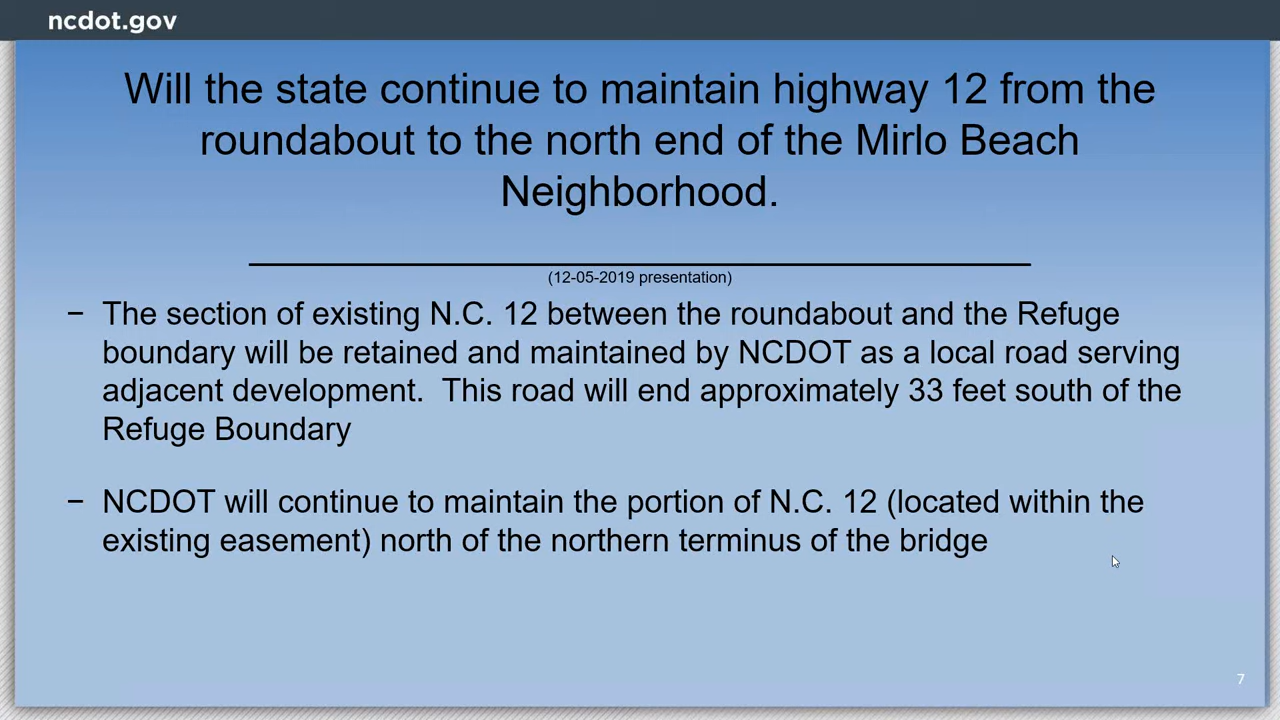 ncdot.gov
Will the state continue to maintain highway 12 from the
roundabout to the north end of the Mirlo Beach
Neighborhood.
(12-05-2019 presentation)
− The section of existing N.C. 12 between the roundabout and the Refuge
boundary will be retained and maintained by NCDOT as a local road serving
adjacent development.  This road will end approximately 33 feet south of the
Refuge Boundary
− NCDOT will continue to maintain the portion of N.C. 12 (located within the
existing easement) north of the northern terminus of the bridge
7